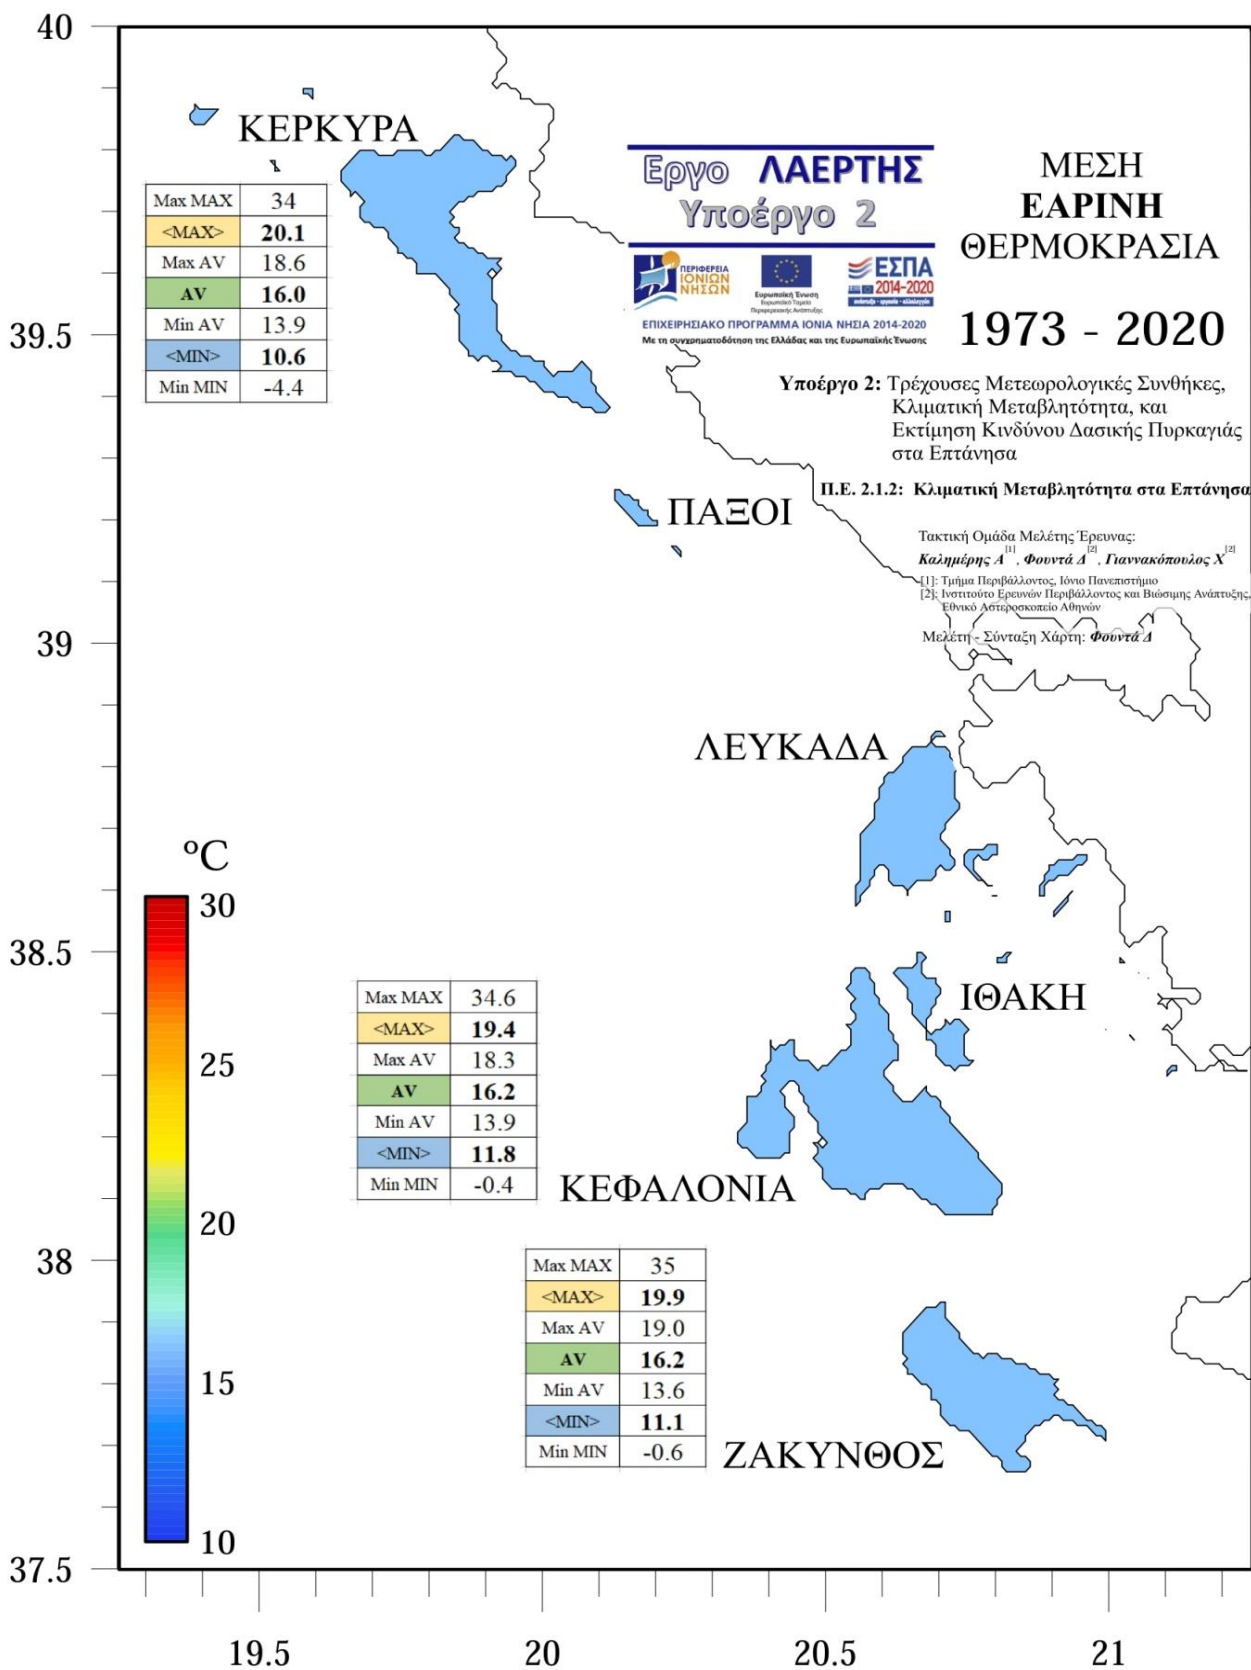 40
39.5
39
38.5
38
37.5
19.5
20
20.5
21
ΚΕΡΚΥΡΑ
Max MAX 34
<MAX> 20.1
Max AV 18.6
AV 16.0
Min AV 13.9
<MIN> 10.6
Min MIN -4.4
Εργο ΛΑΕΡΤΗΣ
Υποέργο 2
ΠΕΡΙΦΕΡΕΙΑ
ΙΟΝΙΩΝ
ΝΗΣΩΝ
Ευρωπαϊκή Ένωση
Ευρωπαϊκό Ταμείο
Περιφερειακής Ανάπτυξης
ΕΣΠΑ
2014-2020
ανάπτυξη - εργασία - αλληλεγγύη
ΕΠΙΧΕΙΡΗΣΙΑΚΟ ΠΡΟΓΡΑΜΜΑ ΙΟΝΙΑ ΝΗΣΙΑ 2014-2020
Με τη συγχρηματοδότηση της Ελλάδας και της Ευρωπαϊκής Ένωσης
ΜΕΣΗ
ΕΑΡΙΝΗ
ΘΕΡΜΟΚΡΑΣΙΑ
1973 - 2020
Υποέργο 2: Τρέχουσες Μετεωρολογικές Συνθήκες,
Κλιματική Μεταβλητότητα, και
Εκτίμηση Κινδύνου Δασικής Πυρκαγιάς
στα Επτάνησα
Π.Ε. 2.1.2: Κλιματική Μεταβλητότητα στα Επτάνησα
Τακτική Ομάδα Μελέτης Έρευνας:
Καλημέρης Α [1], Φουντά Δ [2], Γιαννακόπουλος Χ [2]
[1]: Τμήμα Περιβάλλοντος, Ιόνιο Πανεπιστήμιο
[2]: Ινστιτούτο Ερευνών Περιβάλλοντος και Βιώσιμης Ανάπτυξης,
Εθνικό Αστεροσκοπείο Αθηνών
Μελέτη - Σύνταξη Χάρτη: Φουντά Δ
ΠΑΞΟΙ
ΛΕΥΚΑΔΑ
ΙΘΑΚΗ
ºC
30
25
20
15
10
Max MAX 34.6
<MAX> 19.4
Max AV 18.3
AV 16.2
Min AV 13.9
<MIN> 11.8
Min MIN -0.4
ΚΕΦΑΛΟΝΙΑ
Max MAX 35
<MAX> 19.9
Max AV 19.0
AV 16.2
Min AV 13.6
<MIN> 11.1
Min MIN -0.6
ΖΑΚΥΝΘΟΣ